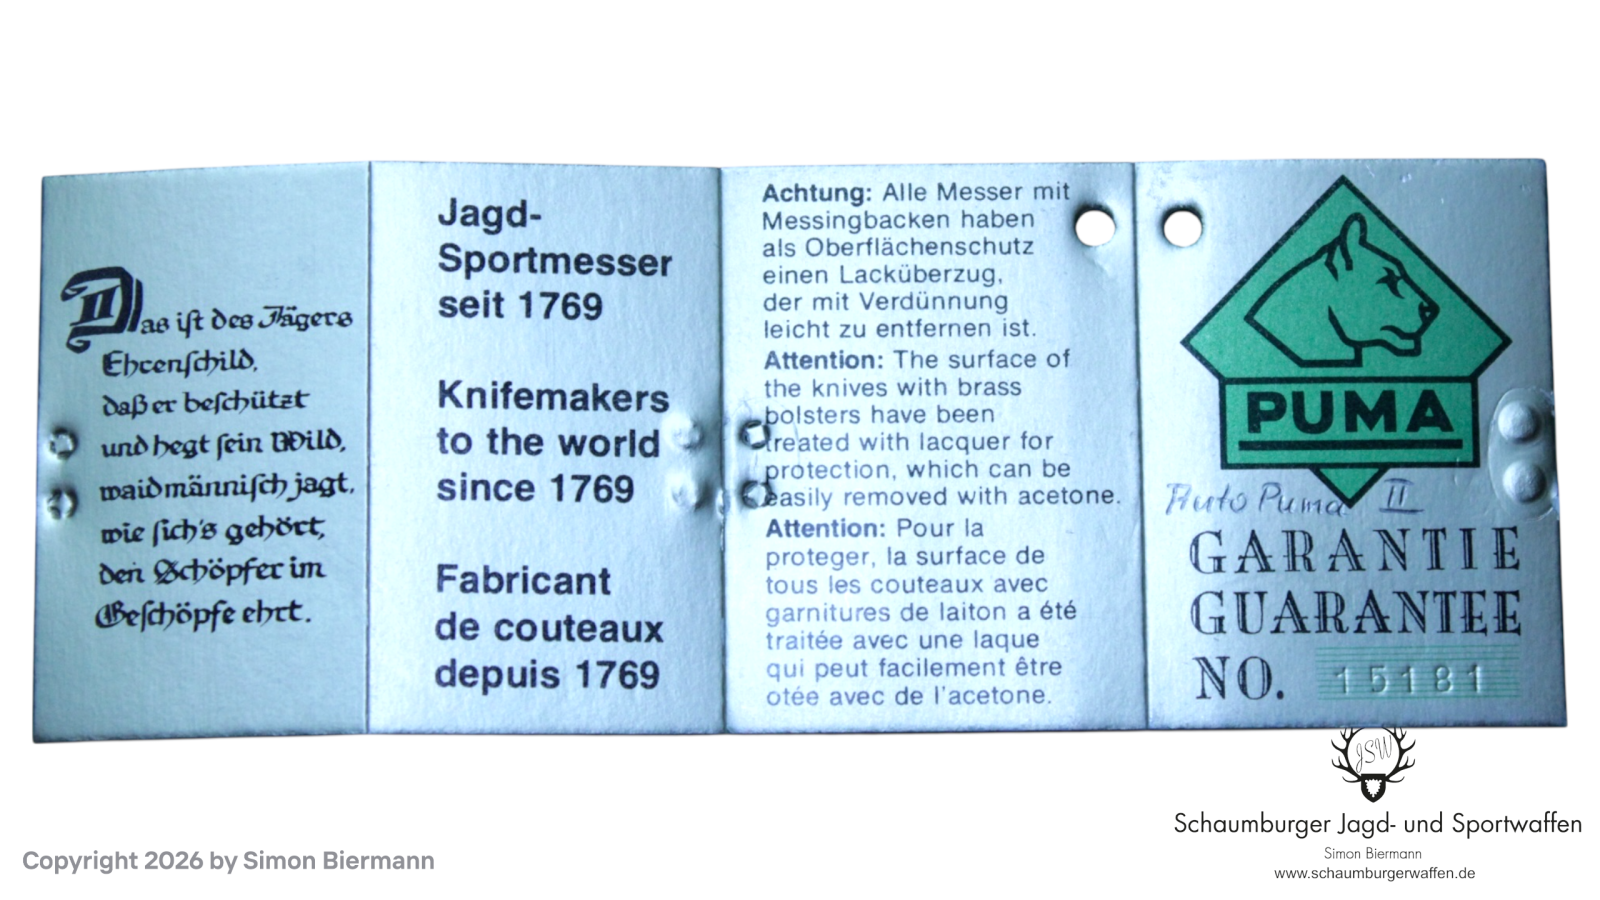 Das ist des Jägers
Ehrenschild,
daß er beschützt
und hegt sein Wild,
waidmännisch jagt,
wie sich's gehört,
den Schöpfer im
Geschöpfe ehrt.
Jagd-
Sportmesser
seit 1769
Knifemakers
to the world
since 1769
Fabricant
de couteaux
depuis 1769
Achtung: Alle Messer mit
Messingbacken haben
als Oberflächenschutz
einen Lacküberzug,
der mit Verdünnung
leicht zu entfernen ist.
Attention: The surface of
the knives with brass
bolsters have been
treated with lacquer for
protection, which can be
easily removed with acetone.
Attention: Pour la
proteger, la surface de
tous les couteaux avec
garnitures de laiton a été
traitée avec une laque
qui peut facilement être
otée avec de l'acetone.
PUMA
Auto Puma II
GARANTIE
GUARANTEE
NO. 15181
JSW
Schaumburger Jagd- und Sportwaffen
Simon Biermann
www.schaumburgerwaffen.de
Copyright 2026 by Simon Biermann